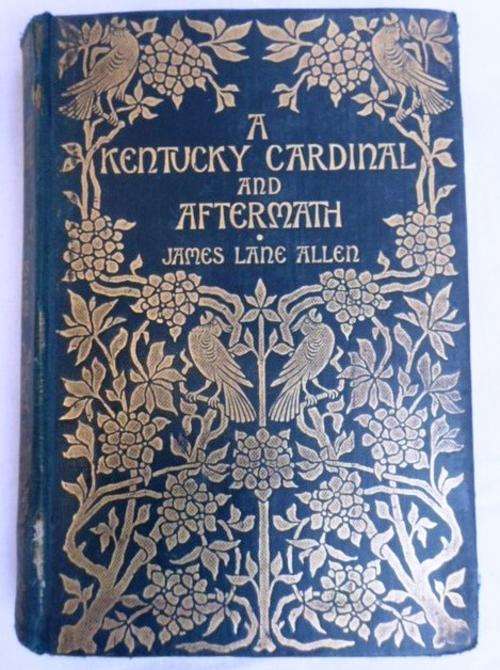 A
KENTUCKY CARDINAL
AND
AFTERMATH
JAMES LANE ALLEN